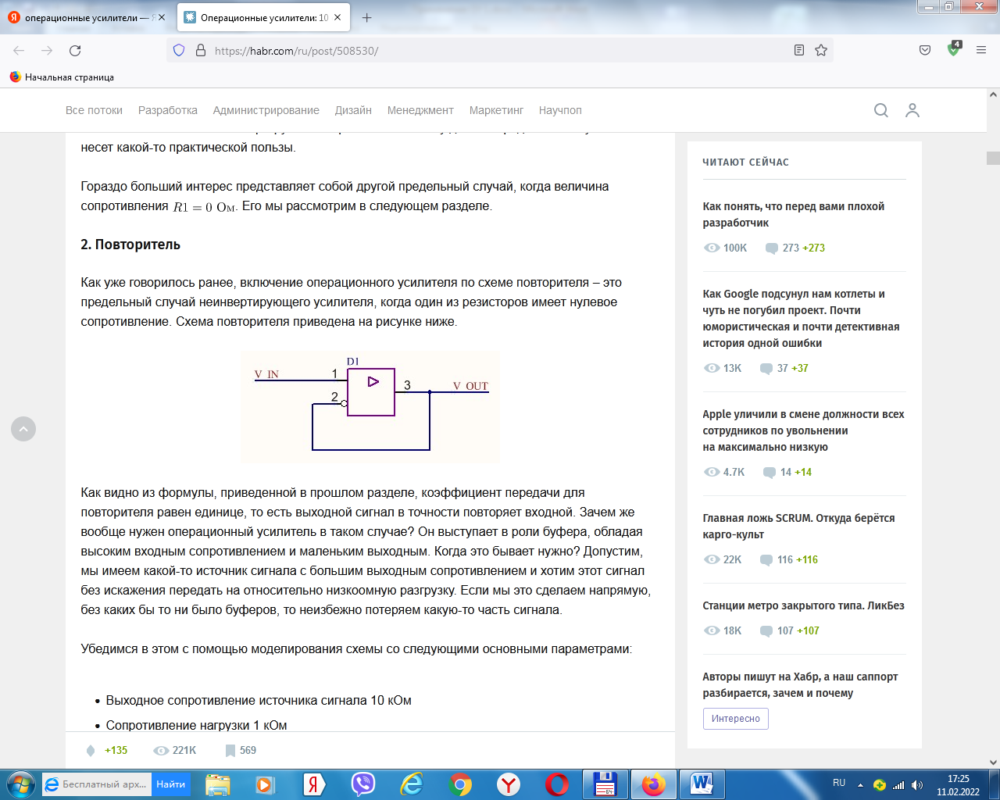 операционные усилители —
Операционные усилители: 10
https://habr.com/ru/post/508530/
4
Начальная страница
Все потоки Разработка Администрирование Дизайн Менеджмент Маркетинг Научпоп
несет какой-то практической пользы.
Гораздо больший интерес представляет собой другой предельный случай, когда величина
сопротивления R1 = 0 Ом. Его мы рассмотрим в следующем разделе.
2. Повторитель
Как уже говорилось ранее, включение операционного усилителя по схеме повторителя – это
предельный случай неинвертирующего усилителя, когда один из резисторов имеет нулевое
сопротивление. Схема повторителя приведена на рисунке ниже.
D1
V IN 1
2
3 V OUT
Как видно из формулы, приведенной в прошлом разделе, коэффициент передачи для
повторителя равен единице, то есть выходной сигнал в точности повторяет входной. Зачем же
вообще нужен операционный усилитель в таком случае? Он выступает в роли буфера, обладая
высоким входным сопротивлением и маленьким выходным. Когда это бывает нужно? Допустим,
мы имеем какой-то источник сигнала с большим выходным сопротивлением и хотим этот сигнал
без искажения передать на относительно низкоомную разгрузку. Если мы это сделаем напрямую,
без каких бы то ни было буферов, то неизбежно потеряем какую-то часть сигнала.
Убедимся в этом с помощью моделирования схемы со следующими основными параметрами:
• Выходное сопротивление источника сигнала 10 кОм
• Сопротивление нагрузки 1 кОм
+135 221K 569
ЧИТАЮТ СЕЙЧАС
Как понять, что перед вами плохой
разработчик
100K 273 +273
Как Google подсунул нам котлеты и
чуть не погубил проект. Почти
юмористическая и почти детективная
история одной ошибки
13K 37 +37
Apple уличили в смене должности всех
сотрудников по увольнении
на максимально низкую
4.7K 14 +14
Главная ложь SCRUM. Откуда берётся
карго-культ
22K 116 +116
Станции метро закрытого типа. ЛикБез
18K 107 +107
Авторы пишут на Хабр, а наш саппорт
разбирается, зачем и почему
Интересно
Бесплатный арх... Найти
64
RU
17:25
11.02.2022